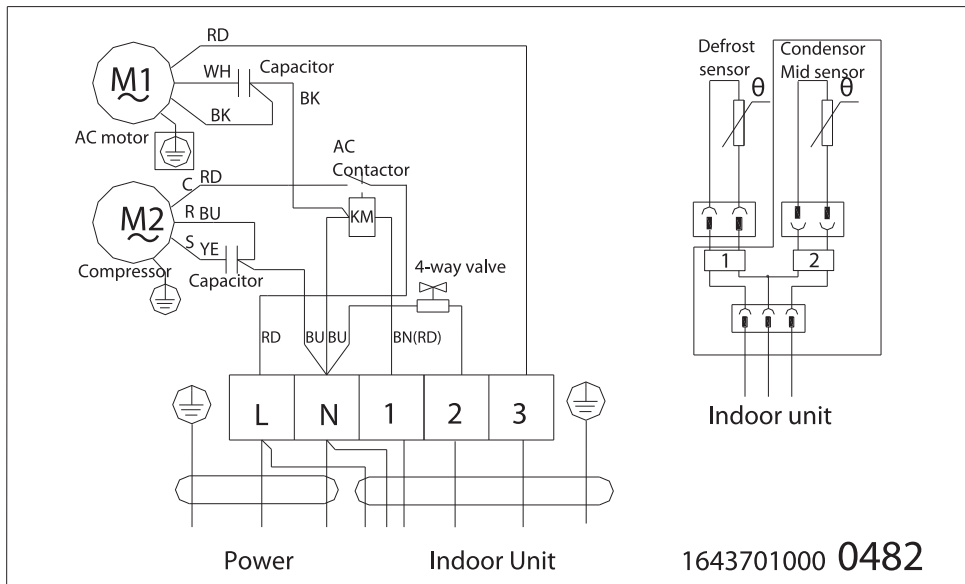 RD
M1
WH
Capacitor
BK
BK
AC motor
AC
Contactor
C RD
M2
R BU
KM
S YE
Compressor
Capacitor
4-way valve
RD
BU
BU
BN(RD)
L
N
1
2
3
Power
Indoor Unit
Defrost
sensor
Condensor
Mid sensor
θ
θ
1
2
Indoor unit
1643701000 0482